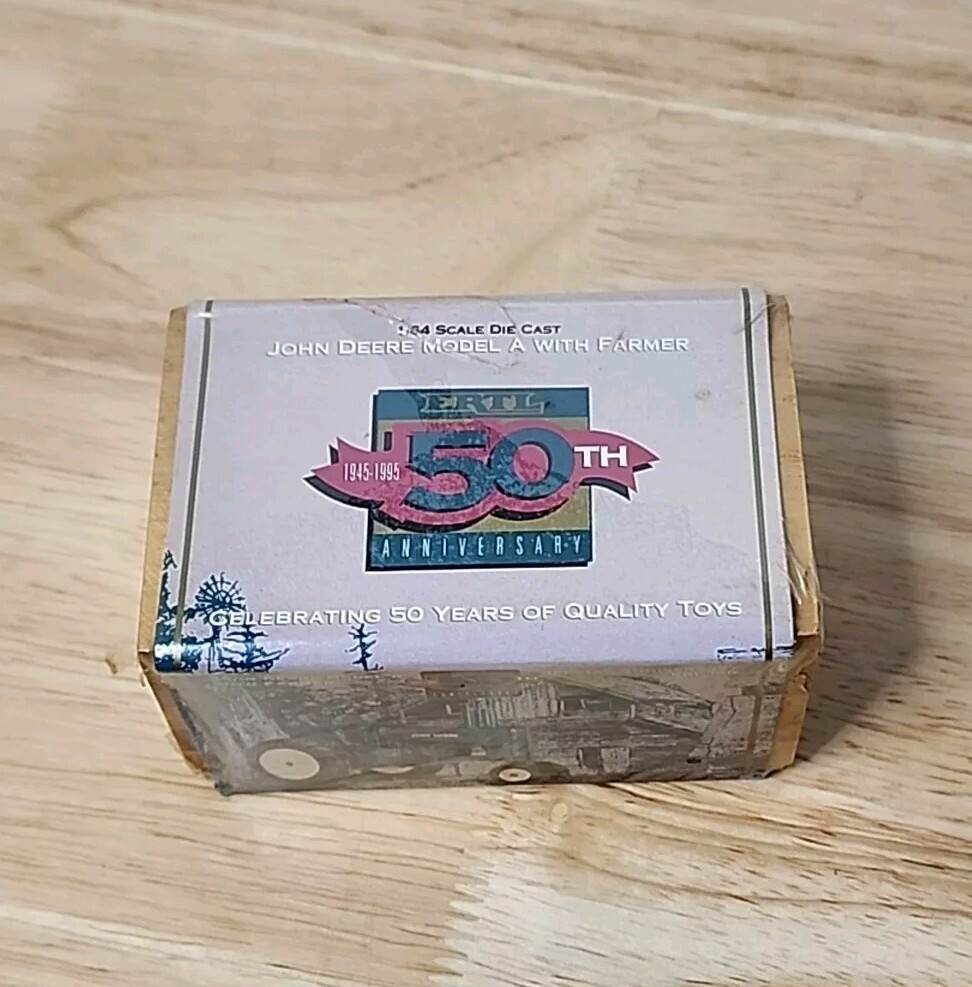 1/64 SCALE DIE CAST
JOHN DEERE MODEL A WITH FARMER
ERTL
50TH
1945-1995
ANNIVERSARY
CELEBRATING 50 YEARS OF QUALITY TOYS